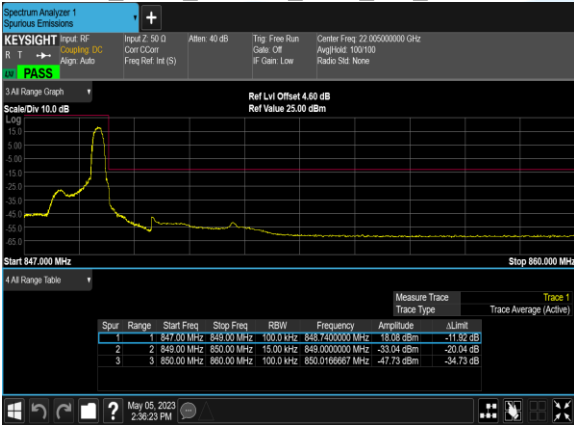 Spectrum Analyzer 1
Spurious Emissions
+
KEYSIGHT Input: RF Input Z: 50 Ω Atten: 40 dB Trig: Free Run Center Freq: 22.005000000 GHz
R T Coupling: DC Corr CCorr Gate: Off Avg|Hold: 100/100
Align: Auto Freq Ref: Int (S) IF Gain: Low Radio Std: None
LXI PASS
3 All Range Graph
Ref Lvl Offset 4.60 dB
Scale/Div 10.0 dB Ref Value 25.00 dBm
Log
15.0
5.00
-5.00
-15.0
-25.0
-35.0
-45.0
-55.0
-65.0
Start 847.000 MHz Stop 860.000 MHz
4 All Range Table
Measure Trace Trace 1
Trace Type Trace Average (Active)
Spur Range Start Freq Stop Freq RBW Frequency Amplitude ΔLimit
1 1 847.00 MHz 849.00 MHz 100.0 kHz 848.7400000 MHz 18.08 dBm -11.92 dB
2 2 849.00 MHz 850.00 MHz 15.00 kHz 849.0000000 MHz -33.04 dBm -20.04 dB
3 3 850.00 MHz 860.00 MHz 100.0 kHz 850.0166667 MHz -47.73 dBm -34.73 dB
? May 05, 2023
2:36:23 PM